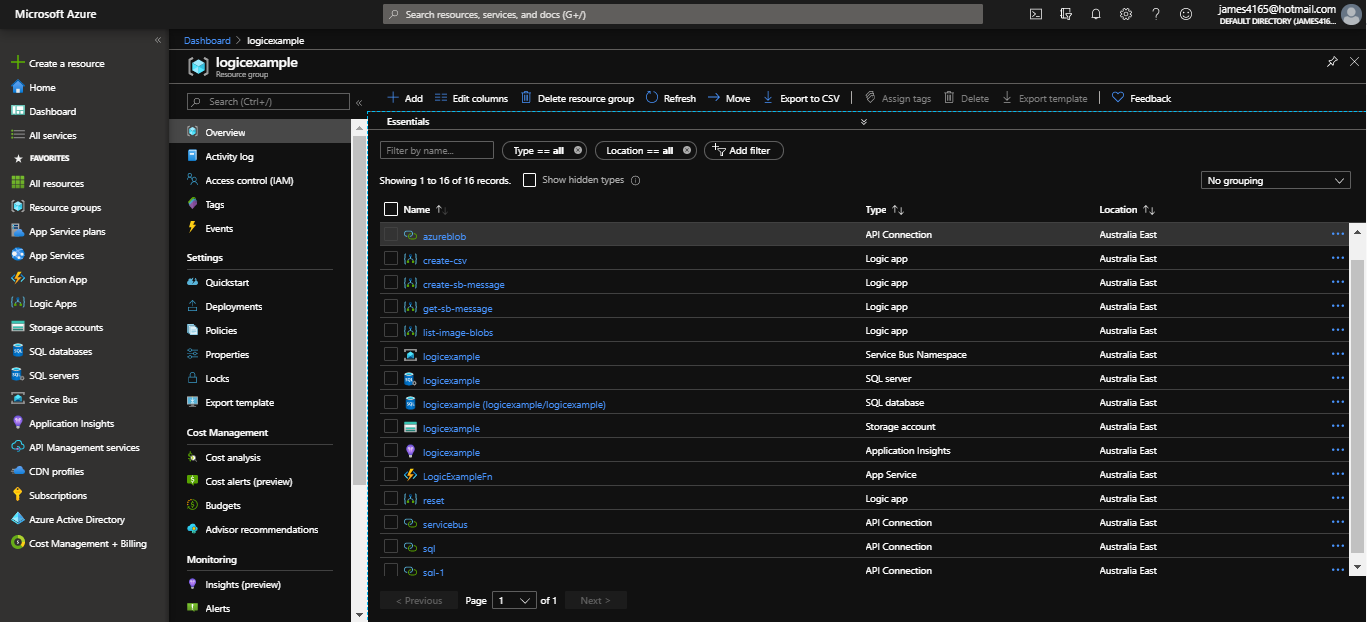 Microsoft Azure
Search resources, services, and docs (G+/)
james4165@hotmail.com
DEFAULT DIRECTORY (JAMES416...
«
Create a resource
Home
Dashboard
All services
FAVORITES
All resources
Resource groups
App Service plans
App Services
Function App
Logic Apps
Storage accounts
SQL databases
SQL servers
Service Bus
Application Insights
API Management services
CDN profiles
Subscriptions
Azure Active Directory
Cost Management + Billing
Dashboard > logicexample
logicexample
Resource group
Search (Ctrl+/)
«
Overview
Activity log
Access control (IAM)
Tags
Events
Settings
Quickstart
Deployments
Policies
Properties
Locks
Export template
Cost Management
Cost analysis
Cost alerts (preview)
Budgets
Advisor recommendations
Monitoring
Insights (preview)
Alerts
Add Edit columns Delete resource group Refresh Move Export to CSV Assign tags Delete Export template Feedback
Essentials
Filter by name... Type == all Location == all Add filter
Showing 1 to 16 of 16 records. Show hidden types No grouping
Name Type Location
azureblob API Connection Australia East
create-csv Logic app Australia East
create-sb-message Logic app Australia East
get-sb-message Logic app Australia East
list-image-blobs Logic app Australia East
logicexample Service Bus Namespace Australia East
logicexample SQL server Australia East
logicexample (logicexample/logicexample) SQL database Australia East
logicexample Storage account Australia East
logicexample Application Insights Australia East
LogicExampleFn App Service Australia East
reset Logic app Australia East
servicebus API Connection Australia East
sql API Connection Australia East
sql-1 API Connection Australia East
< Previous Page 1 of 1 Next >